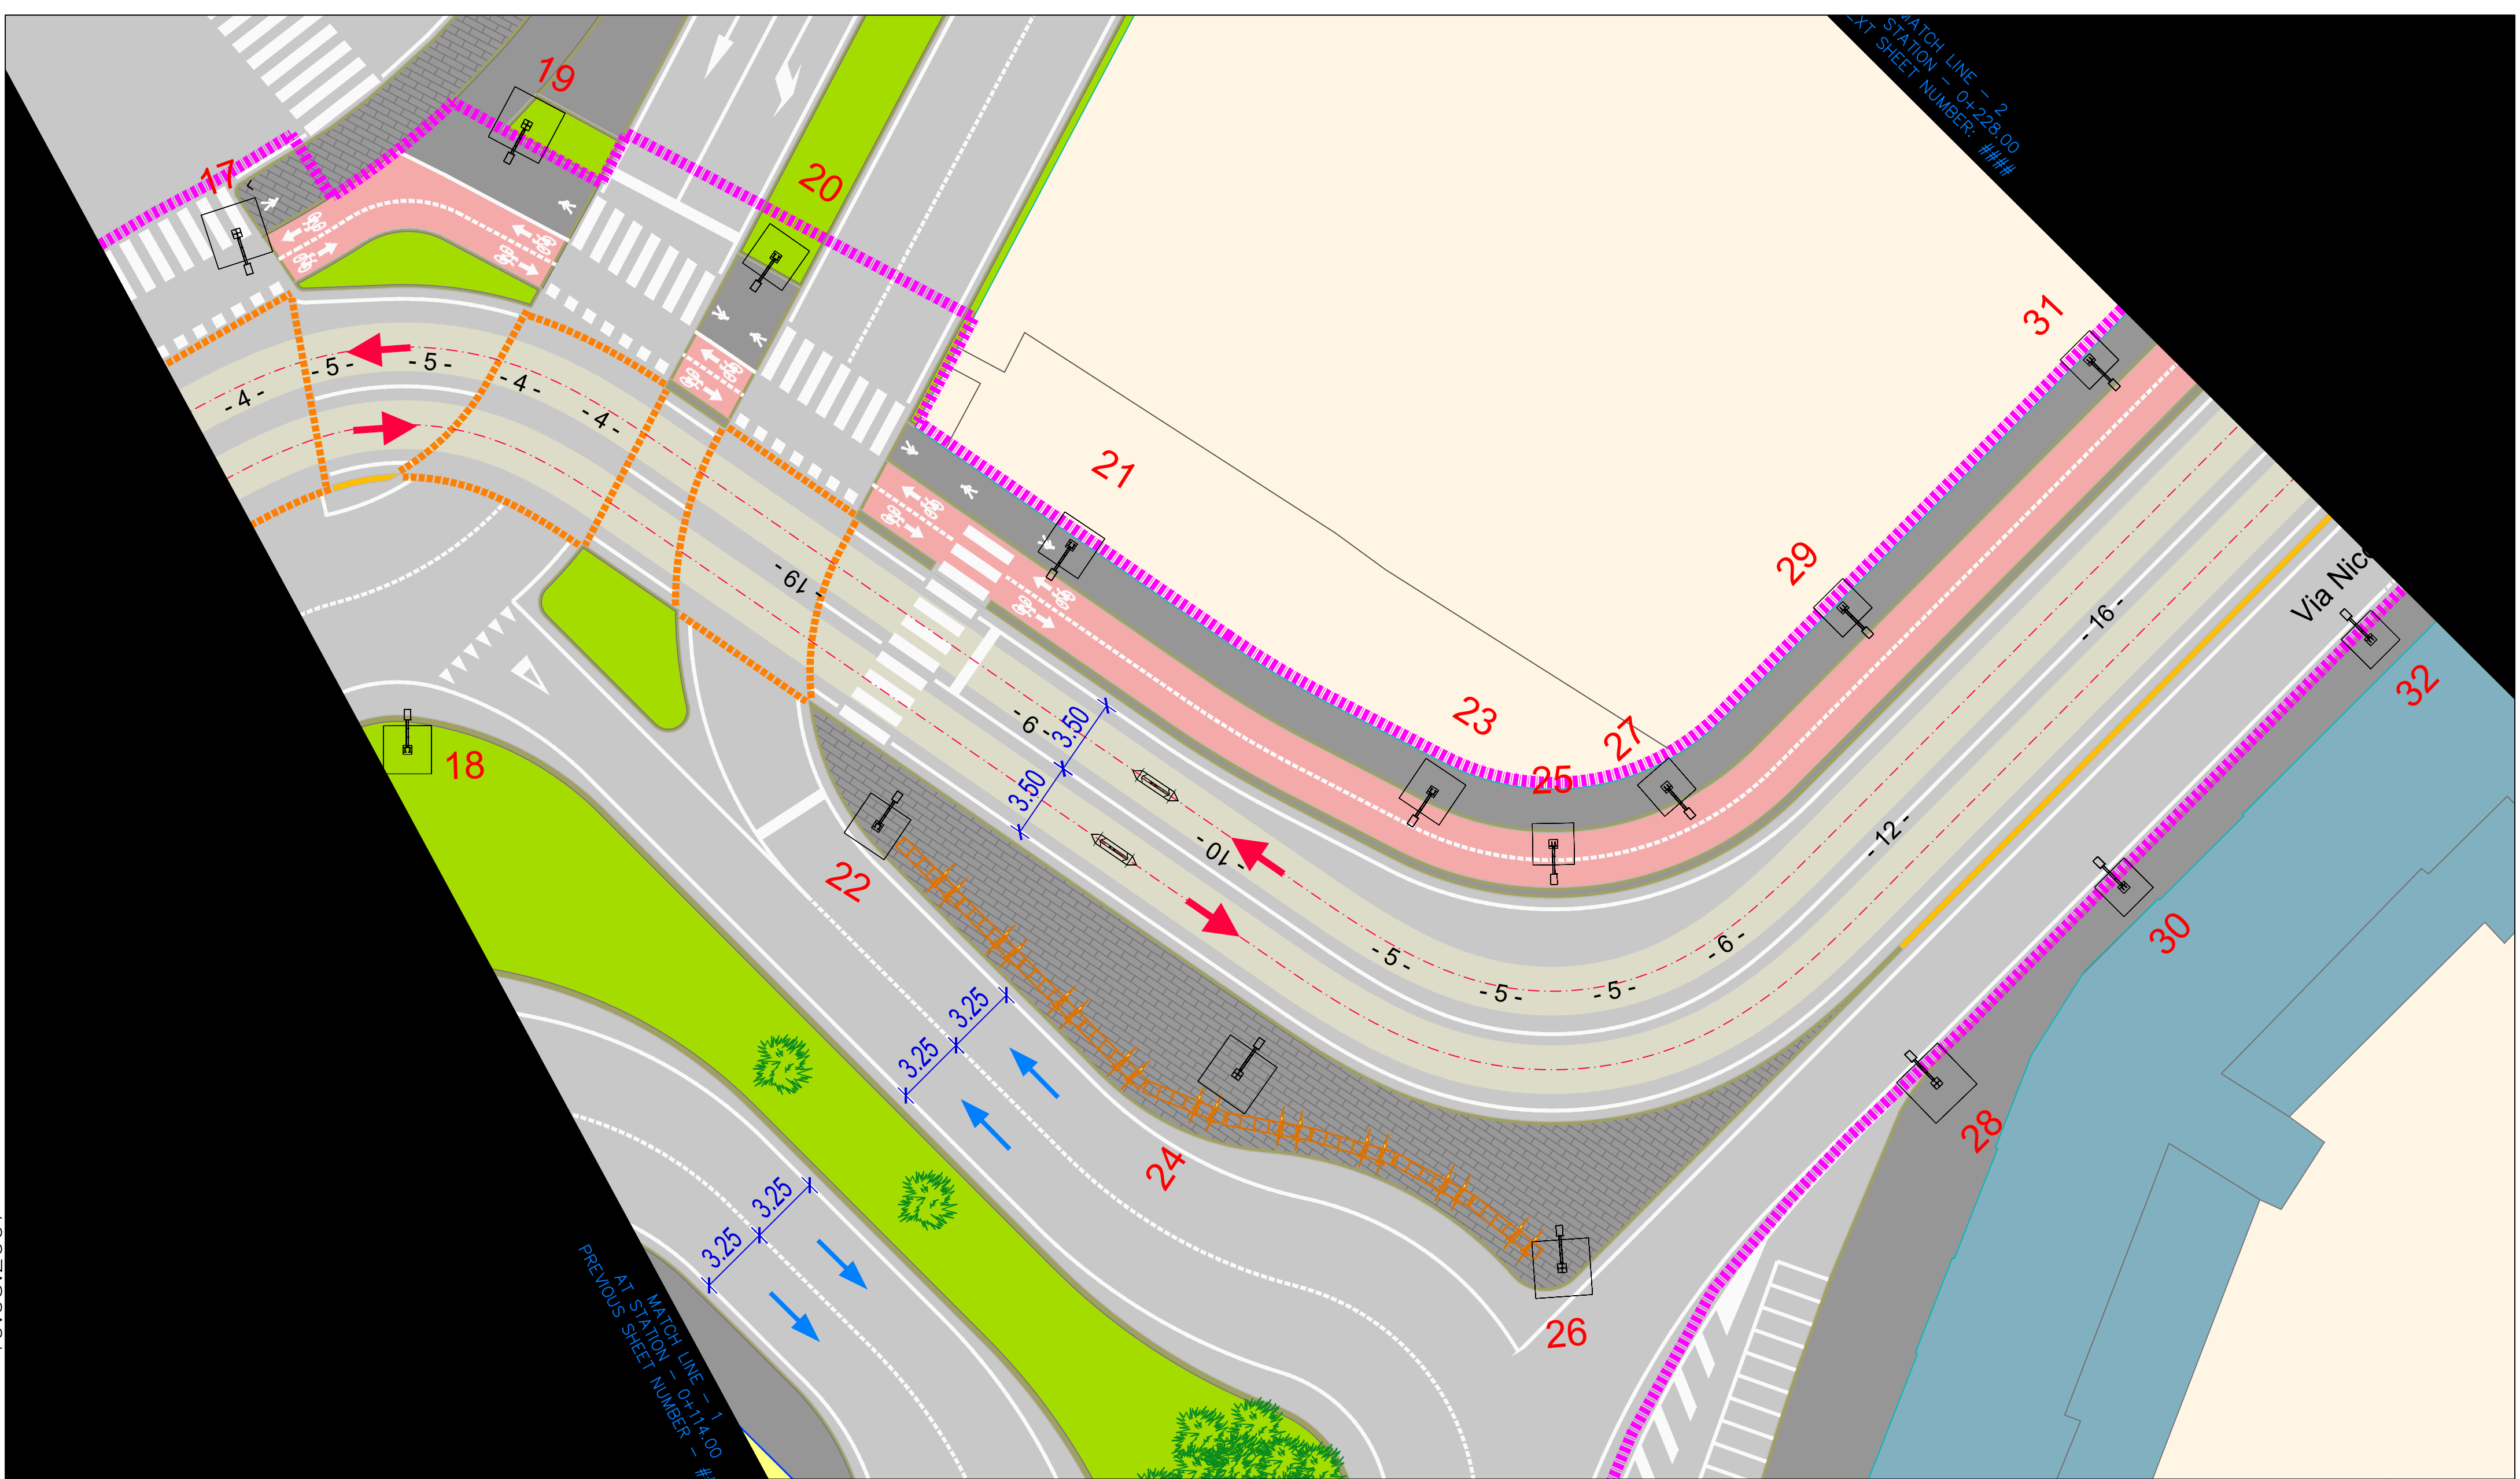 MATCH LINE - 2
STATION - 0+228.00
EXT SHEET NUMBER: ####
19
17
20
31
- 5 -
- 5 -
- 4 -
- 4 -
- 4 -
21
29
Via Nico
- 19 -
- 16 -
32
18
- 9 -
3.50
3.50
23
27
25
- 10 -
- 12 -
22
30
- 5 -
- 6 -
- 5 -
- 5 -
3.25
3.25
28
24
3.25
3.25
26
MATCH LINE - 1
AT STATION - 0+114.00
PREVIOUS SHEET NUMBER - #